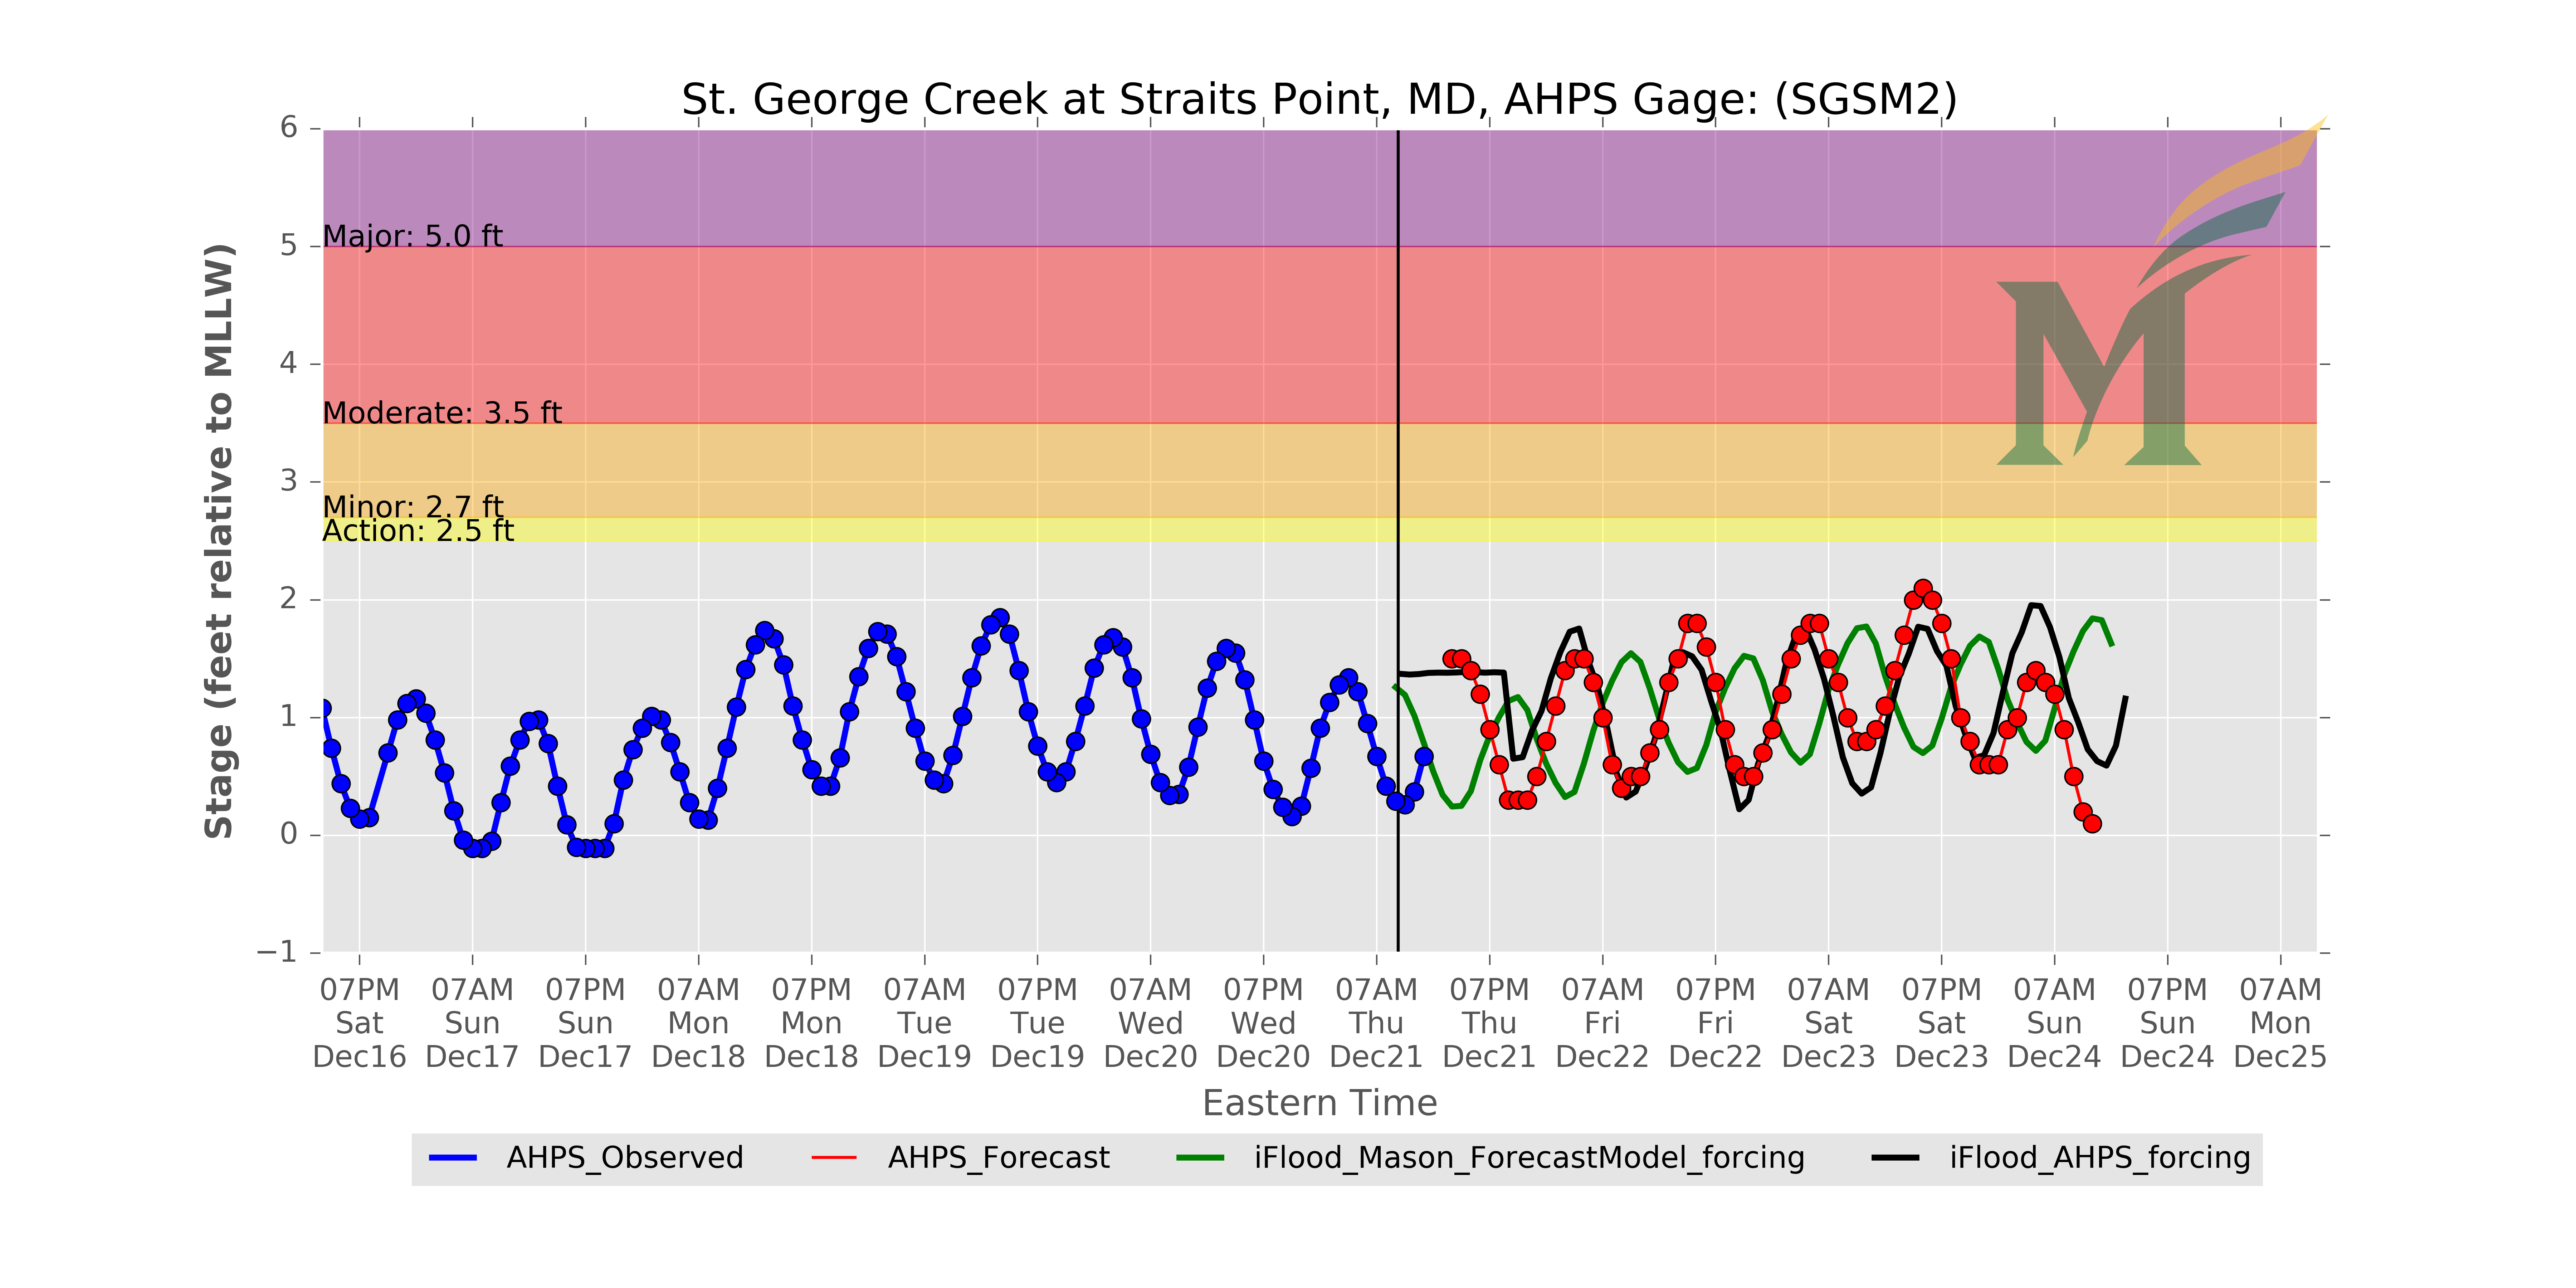 St. George Creek at Straits Point, MD, AHPS Gage: (SGSM2)
Stage (feet relative to MLLW)
6
5
4
3
2
1
0
−1
Major: 5.0 ft
Moderate: 3.5 ft
Minor: 2.7 ft
Action: 2.5 ft
M
07PM 07AM 07PM 07AM 07PM 07AM 07PM 07AM 07PM 07AM 07PM 07AM 07PM 07AM 07PM 07AM 07PM 07AM
Sat Sun Sun Mon Mon Tue Tue Wed Wed Thu Thu Fri Fri Sat Sat Sun Sun Mon
Dec16 Dec17 Dec17 Dec18 Dec18 Dec19 Dec19 Dec20 Dec20 Dec21 Dec21 Dec22 Dec22 Dec23 Dec23 Dec24 Dec24 Dec25
Eastern Time
AHPS_Observed AHPS_Forecast iFlood_Mason_ForecastModel_forcing iFlood_AHPS_forcing